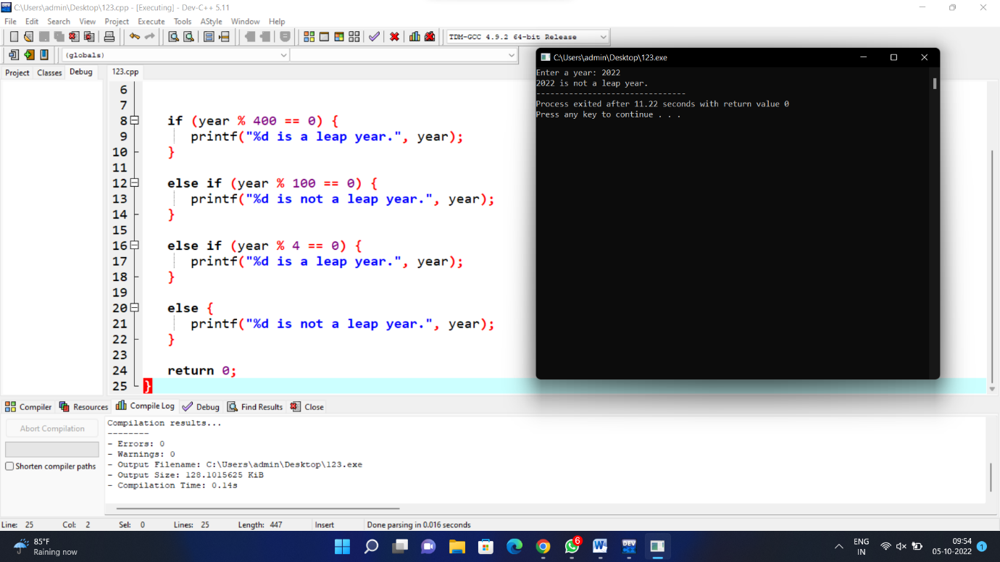 C:\Users\admin\Desktop\123.cpp - [Executing] - Dev-C++ 5.11
File Edit Search View Project Execute Tools AStyle Window Help
TDM-GCC 4.9.2 64-bit Release
(globals)
Project Classes Debug 123.cpp
6
7
8 if (year % 400 == 0) {
9 printf("%d is a leap year.", year);
10 }
11
12 else if (year % 100 == 0) {
13 printf("%d is not a leap year.", year);
14 }
15
16 else if (year % 4 == 0) {
17 printf("%d is a leap year.", year);
18 }
19
20 else {
21 printf("%d is not a leap year.", year);
22 }
23
24 return 0;
25 }
C:\Users\admin\Desktop\123.exe
Enter a year: 2022
2022 is not a leap year.
--------------------------------
Process exited after 11.22 seconds with return value 0
Press any key to continue . . .
Compiler Resources Compile Log Debug Find Results Close
Abort Compilation
Shorten compiler paths
Compilation results...
--------
- Errors: 0
- Warnings: 0
- Output Filename: C:\Users\admin\Desktop\123.exe
- Output Size: 128.1015625 KiB
- Compilation Time: 0.14s
Line: 25 Col: 2 Sel: 0 Lines: 25 Length: 447 Insert Done parsing in 0.016 seconds
85°F
Raining now
6
W
DEV
ENG
IN
09:54
05-10-2022
1